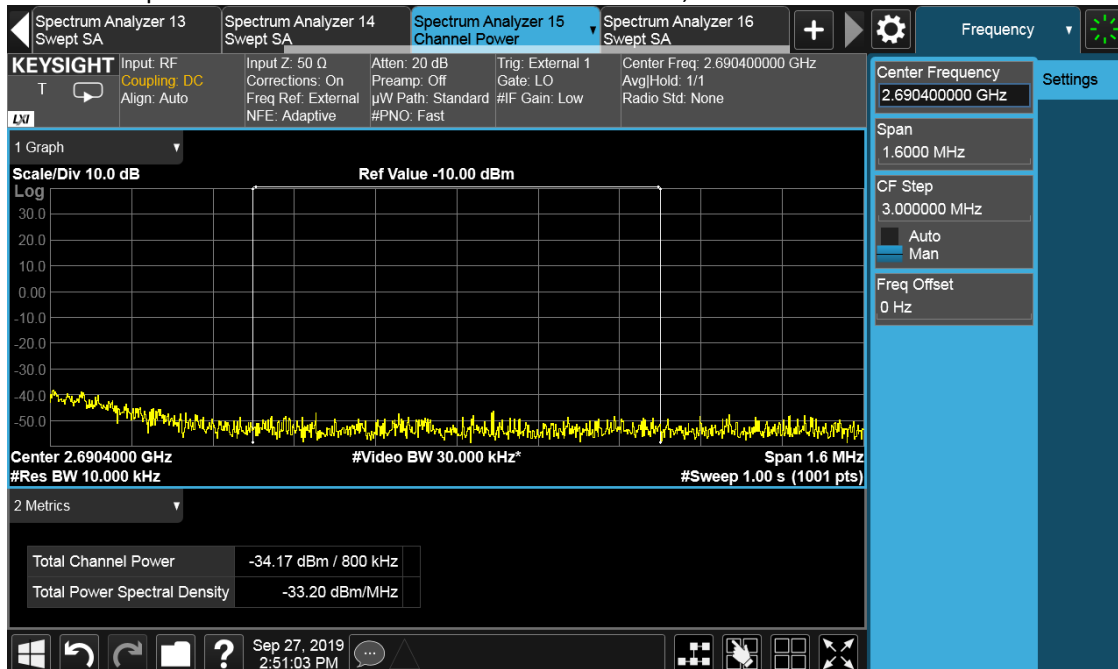 Spectrum Analyzer 13
Swept SA
Spectrum Analyzer 14
Swept SA
Spectrum Analyzer 15
Channel Power
Spectrum Analyzer 16
Swept SA
Frequency
KEYSIGHT
T
LXI
Input: RF
Coupling: DC
Align: Auto
Input Z: 50 Ω
Corrections: On
Freq Ref: External
NFE: Adaptive
Atten: 20 dB
Preamp: Off
µW Path: Standard
#PNO: Fast
Trig: External 1
Gate: LO
#IF Gain: Low
Center Freq: 2.690400000 GHz
Avg|Hold: 1/1
Radio Std: None
Center Frequency
2.690400000 GHz
Settings
Span
1.6000 MHz
CF Step
3.000000 MHz
Auto
Man
Freq Offset
0 Hz
1 Graph
Scale/Div 10.0 dB
Ref Value -10.00 dBm
Log
30.0
20.0
10.0
0.00
-10.0
-20.0
-30.0
-40.0
-50.0
Center 2.6904000 GHz
#Video BW 30.000 kHz*
Span 1.6 MHz
#Res BW 10.000 kHz
#Sweep 1.00 s (1001 pts)
2 Metrics
Total Channel Power -34.17 dBm / 800 kHz
Total Power Spectral Density -33.20 dBm/MHz
?
Sep 27, 2019
2:51:03 PM